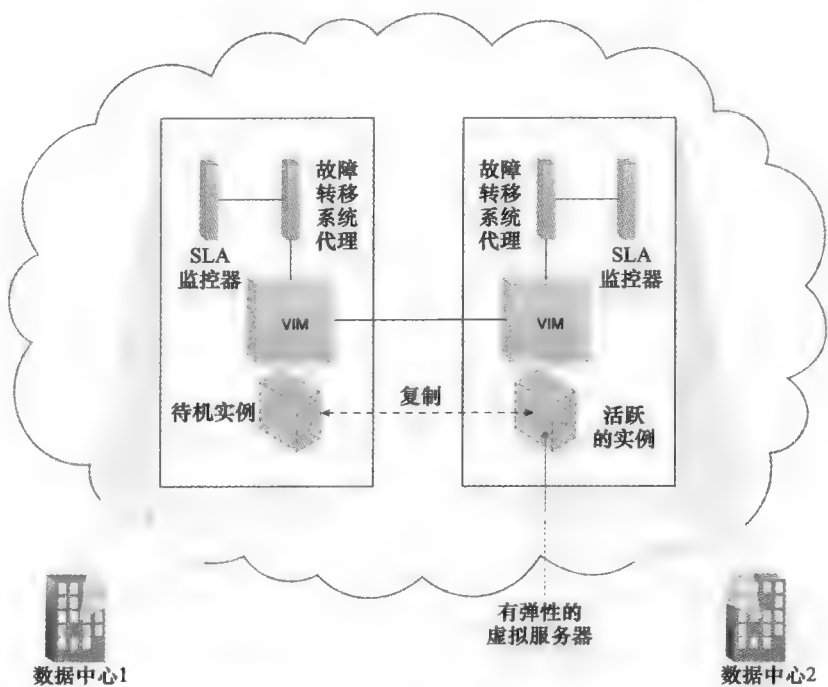 故障
转移
系统
代理
SLA
监控器
VIM
待机实例
故障
转移
系统
代理
SLA
监控器
VIM
活跃
的实例
复制
有弹性的
虚拟服务器
数据中心1
数据中心2